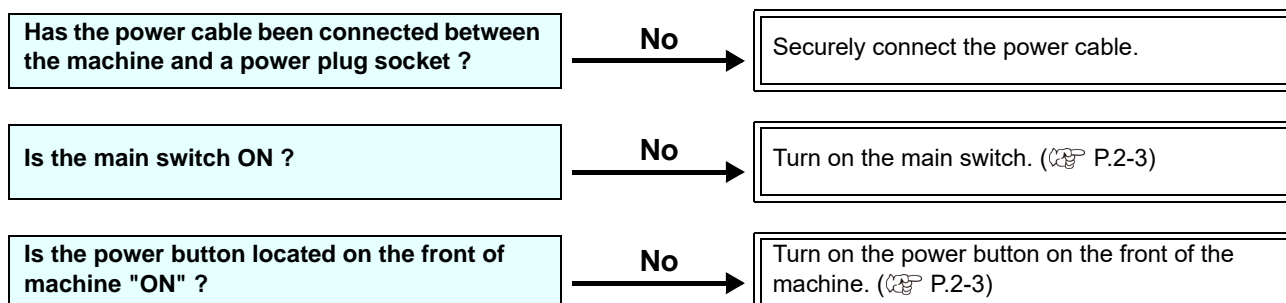 Has the power cable been connected between
the machine and a power plug socket ?
No
Securely connect the power cable.
Is the main switch ON ?
No
Turn on the main switch. (☞ P.2-3)
Is the power button located on the front of
machine "ON" ?
No
Turn on the power button on the front of the
machine. (☞ P.2-3)